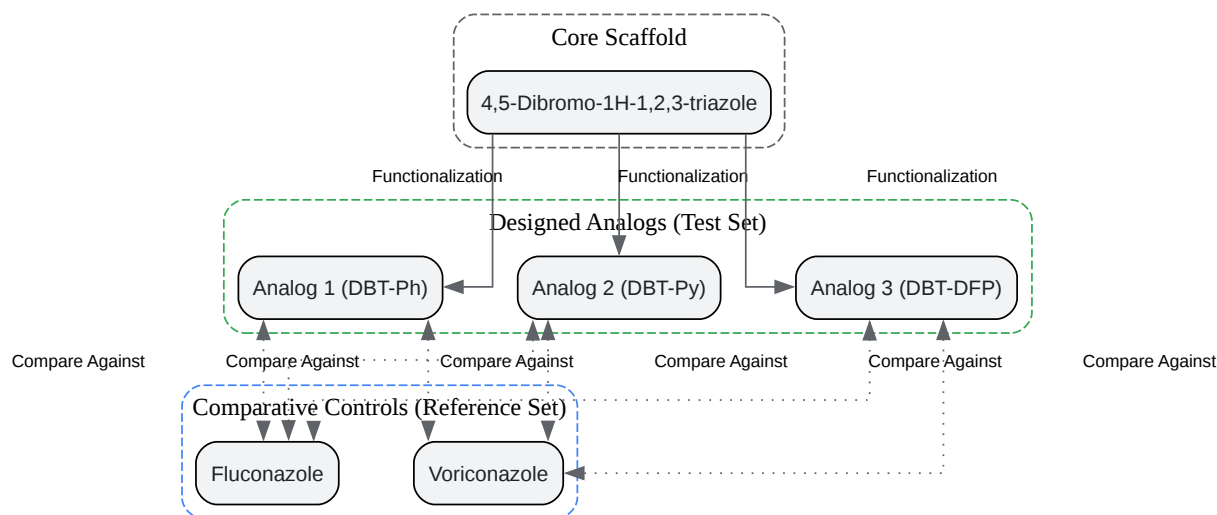 Core Scaffold
4,5-Dibromo-1H-1,2,3-triazole
Functionalization
Functionalization
Functionalization
Designed Analogs (Test Set)
Analog 1 (DBT-Ph)
Analog 2 (DBT-Py)
Analog 3 (DBT-DFP)
Compare Against
Compare Against
Compare Against
Compare Against
Compare Against
Compare Against
Comparative Controls (Reference Set)
Fluconazole
Voriconazole